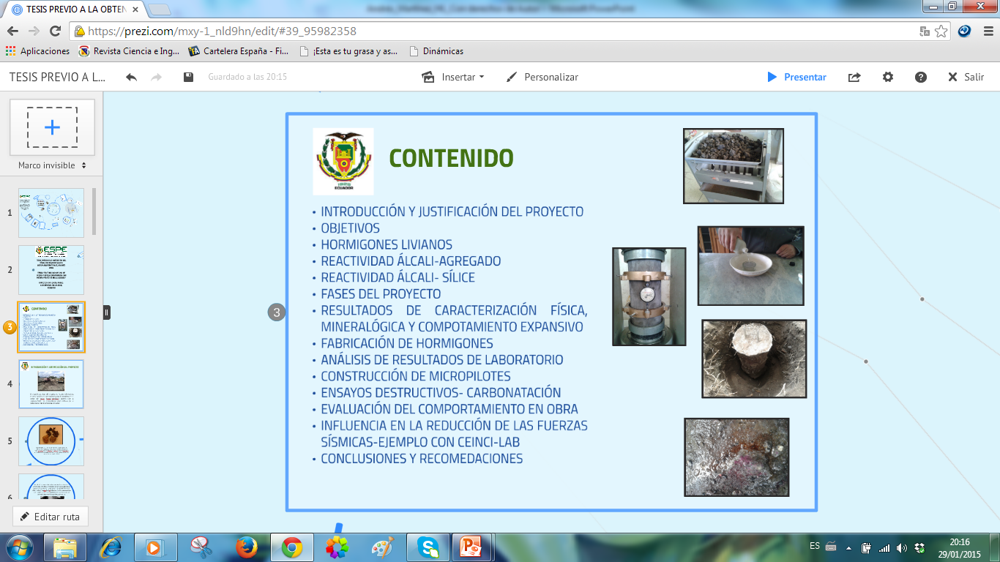 TESIS PREVIO A LA OBTEN
https://prezi.com/mxy-1_nld9hn/edit/#39_95982358
Aplicaciones
Revista Ciencia e Ing...
Cartelera España - Fi...
¡Esta es tu grasa y as...
Dinámicas
TESIS PREVIO A L...
Guardado a las 20:15
Insertar
Personalizar
Presentar
Salir
Marco invisible
1
2
3
4
5
6
Editar ruta
3
ECUADOR
CONTENIDO
• INTRODUCCIÓN Y JUSTIFICACIÓN DEL PROYECTO
• OBJETIVOS
• HORMIGONES LIVIANOS
• REACTIVIDAD ÁLCALI-AGREGADO
• REACTIVIDAD ÁLCALI- SÍLICE
• FASES DEL PROYECTO
• RESULTADOS DE CARACTERIZACIÓN FÍSICA,
MINERALÓGICA Y COMPOTAMIENTO EXPANSIVO
• FABRICACIÓN DE HORMIGONES
• ANÁLISIS DE RESULTADOS DE LABORATORIO
• CONSTRUCCIÓN DE MICROPILOTES
• ENSAYOS DESTRUCTIVOS- CARBONATACIÓN
• EVALUACIÓN DEL COMPORTAMIENTO EN OBRA
• INFLUENCIA EN LA REDUCCIÓN DE LAS FUERZAS
SÍSMICAS-EJEMPLO CON CEINCI-LAB
• CONCLUSIONES Y RECOMEDACIONES
ES
20:16
29/01/2015